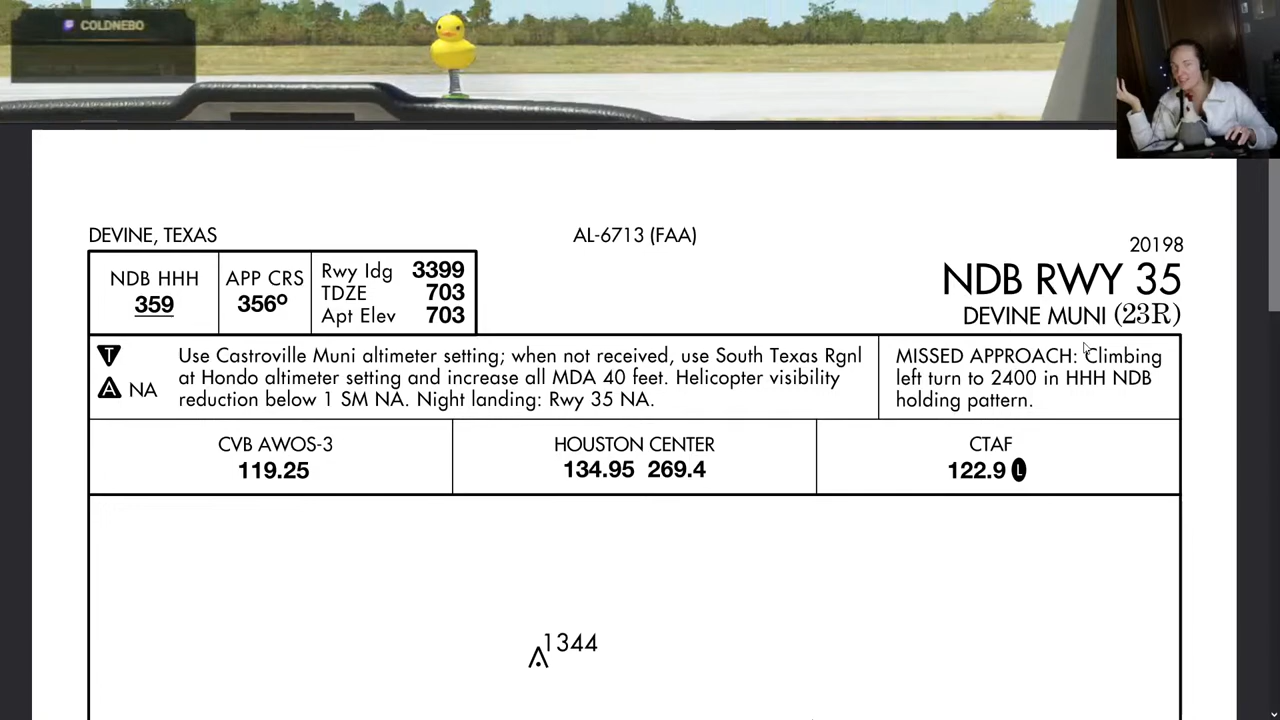 COLDNEBO
DEVINE, TEXAS
AL-6713 (FAA)
20198
NDB RWY 35
DEVINE MUNI (23R)
NDB HHH
359
APP CRS
356°
Rwy Idg 3399
TDZE 703
Apt Elev 703
T
A NA
Use Castroville Muni altimeter setting; when not received, use South Texas Rgnl
at Hondo altimeter setting and increase all MDA 40 feet. Helicopter visibility
reduction below 1 SM NA. Night landing: Rwy 35 NA.
MISSED APPROACH: Climbing
left turn to 2400 in HHH NDB
holding pattern.
CVB AWOS-3
119.25
HOUSTON CENTER
134.95 269.4
CTAF
122.9 L
1344